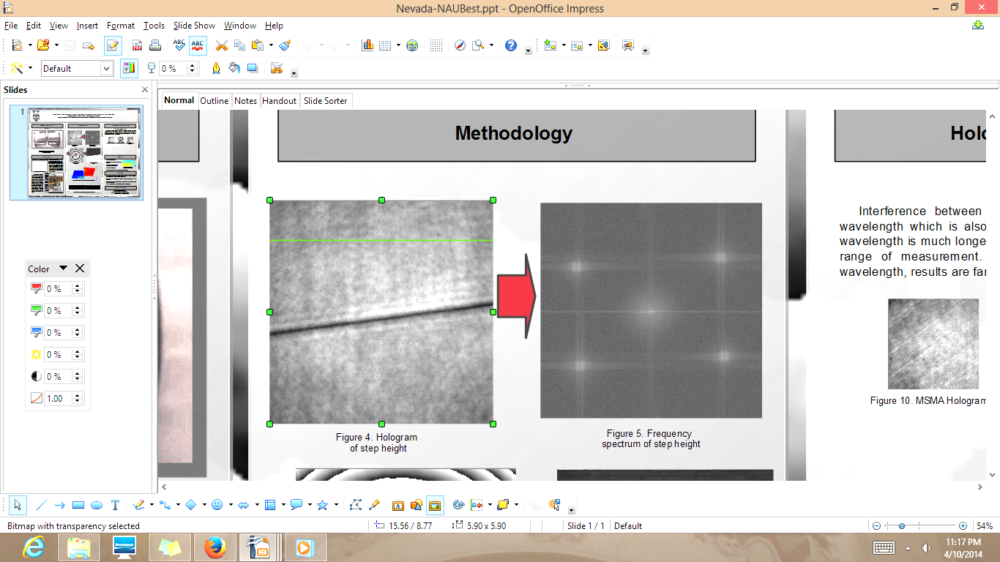 Nevada-NAUBest.ppt - OpenOffice Impress
File Edit View Insert Format Tools Slide Show Window Help
Default
0 %
Slides
Normal Outline Notes Handout Slide Sorter
1
Methodology
Holo
Interference between
wavelength which is also
wavelength is much longe
range of measurement.
wavelength, results are far
Color
0 %
0 %
0 %
0 %
0 %
1.00
Figure 4. Hologram
of step height
Figure 5. Frequency
spectrum of step height
Figure 10. MSMA Hologram
Bitmap with transparency selected 15.56 / 8.77 5.90 x 5.90 Slide 1 / 1 Default 54%
lenovo
11:17 PM
4/10/2014